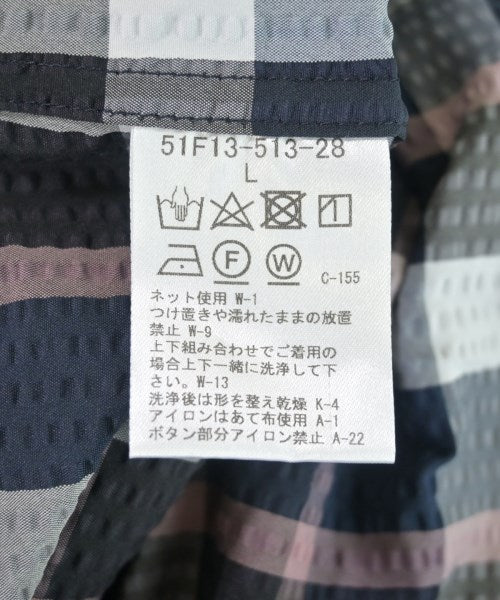 51F13-513-28
L
F W
C-155
ネット使用 W-1
つけ置きや濡れたままの放置
禁止 W-9
上下組み合わせでご着用の
場合上下一緒に洗浄して下
さい。W-13
洗浄後は形を整え乾燥 K-4
アイロンはあて布使用 A-1
ボタン部分アイロン禁止 A-22